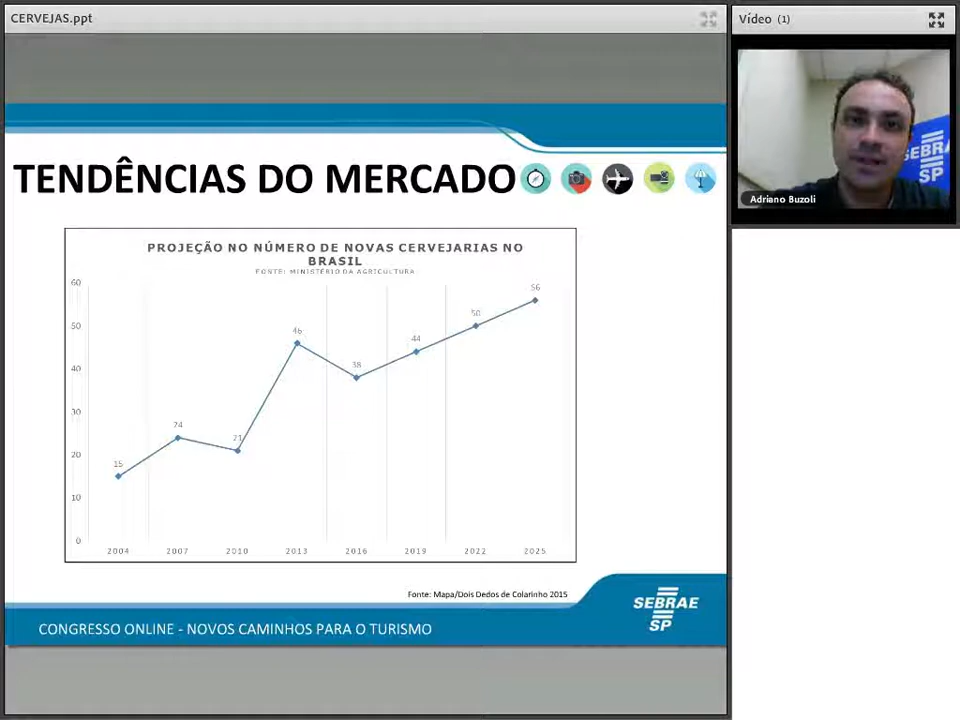 CERVEJAS.ppt
Vídeo (1)
SEBRAE
SP
Adriano Buzoli
TENDÊNCIAS DO MERCADO
PROJEÇÃO NO NÚMERO DE NOVAS CERVEJARIAS NO
BRASIL
FONTE: MINISTÉRIO DA AGRICULTURA
60
50
40
30
20
10
0
15
24
21
46
38
44
50
56
2004 2007 2010 2013 2016 2019 2022 2025
Fonte: Mapa/Dois Dedos de Colarinho 2015
SEBRAE
SP
CONGRESSO ONLINE - NOVOS CAMINHOS PARA O TURISMO